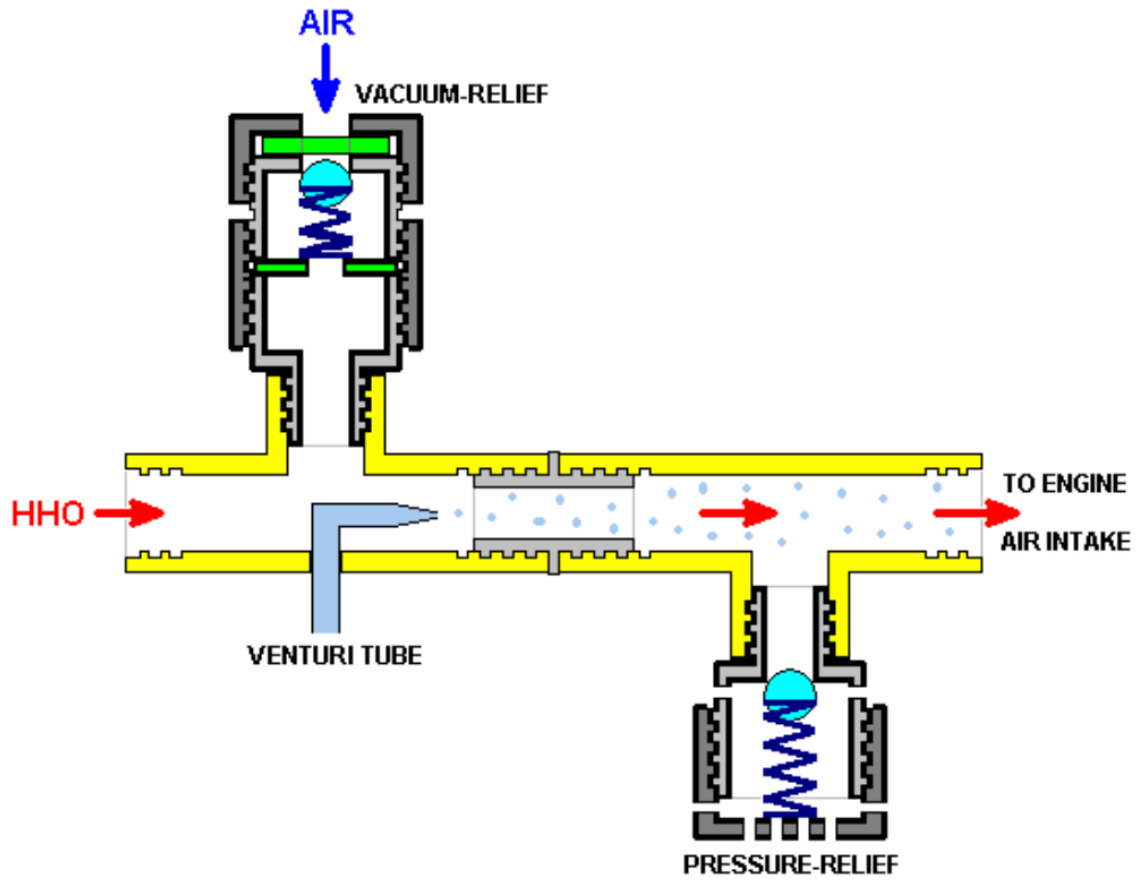 AIR
VACUUM-RELIEF
HHO
TO ENGINE
AIR INTAKE
VENTURI TUBE
PRESSURE-RELIEF